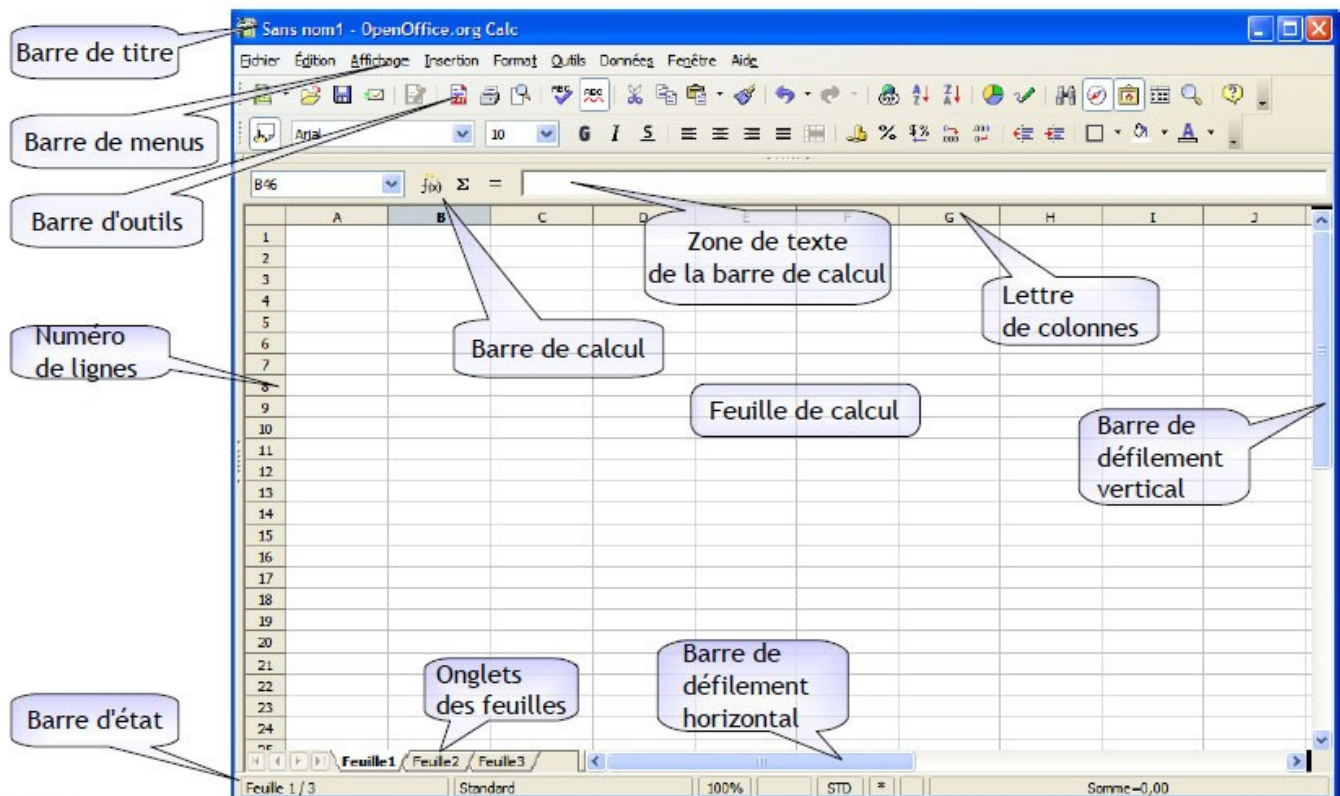 Sans nom1 - OpenOffice.org Calc
Barre de titre
Fichier Édition Affichage Insertion Format Outils Données Fenêtre Aide
Barre de menus
Arial 10 G I S
Barre d'outils
B46 f(x) Σ =
A B C D E F G H I J
Zone de texte
de la barre de calcul
Lettre
de colonnes
Barre de calcul
Numéro
de lignes
Feuille de calcul
Barre de
défilement
vertical
1
2
3
4
5
6
7
8
9
10
11
12
13
14
15
16
17
18
19
20
21
22
23
24
25
Onglets
des feuilles
Barre de
défilement
horizontal
Barre d'état
Feuille1 Feuille2 Feuille3
Feuille 1 / 3 Standard 100% STD * Somme=0,00